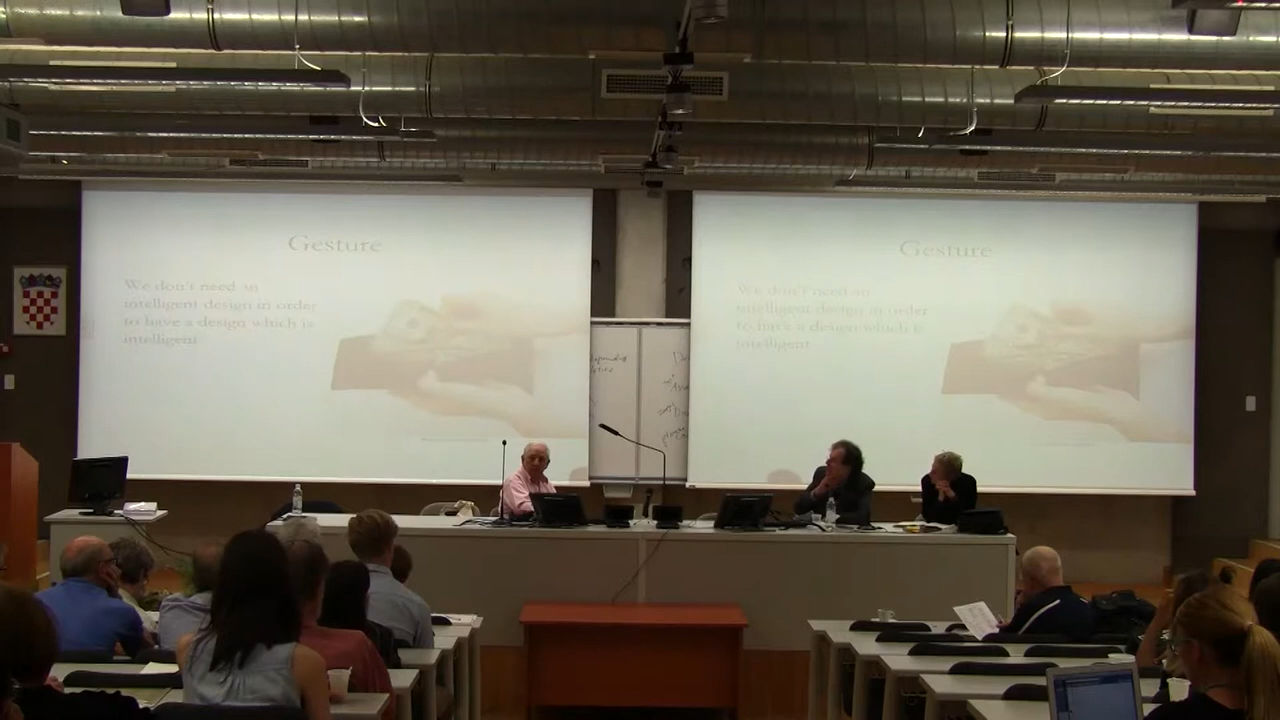 Gesture
We don't need an
intelligent design in order
to have a design which is
intelligent
Gesture
We don't need an
intelligent design in order
to have a design which is
intelligent